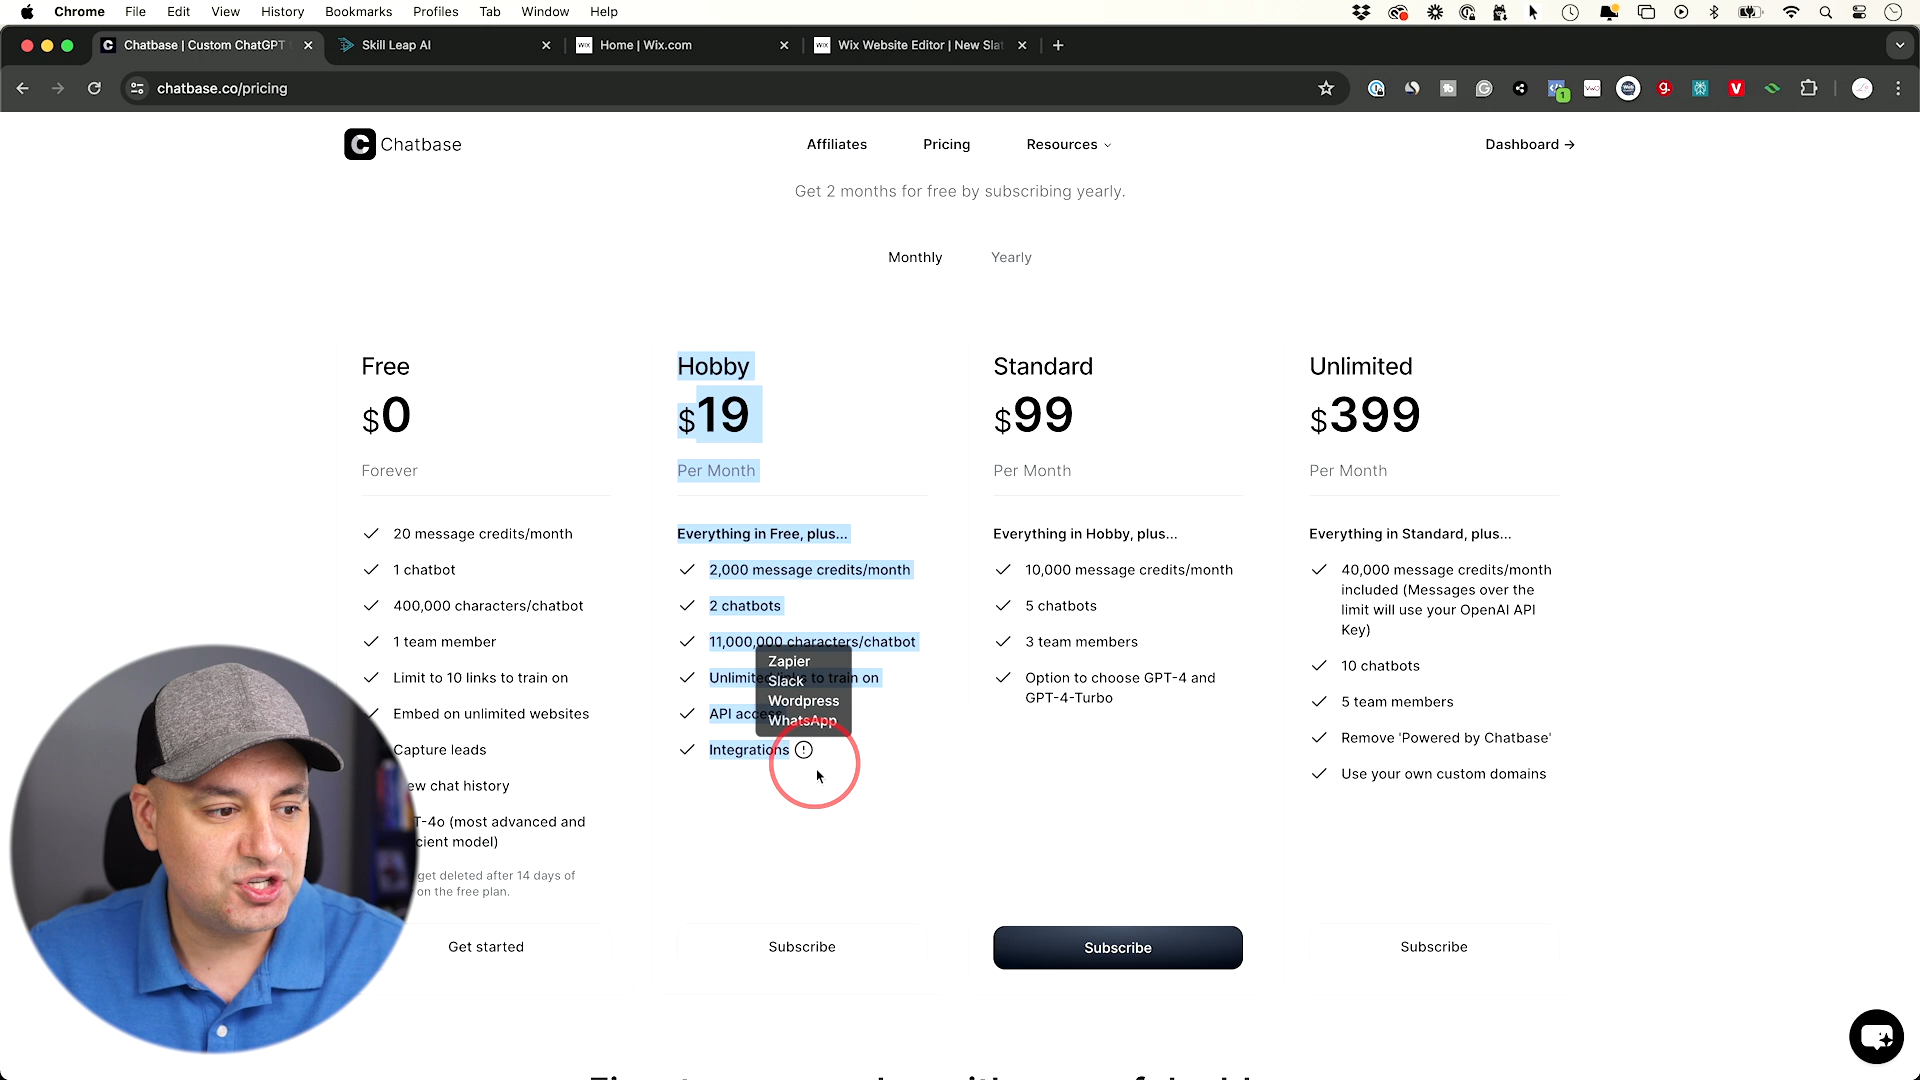 Chrome File Edit View History Bookmarks Profiles Tab Window Help
Chatbase | Custom ChatGPT
Skill Leap AI
Home | Wix.com
Wix Website Editor | New Slat
chatbase.co/pricing
Chatbase
Affiliates Pricing Resources Dashboard →
Get 2 months for free by subscribing yearly.
Monthly Yearly
Free
$0
Forever
20 message credits/month
1 chatbot
400,000 characters/chatbot
1 team member
Limit to 10 links to train on
Embed on unlimited websites
Capture leads
ew chat history
T-4o (most advanced and
cient model)
get deleted after 14 days of
on the free plan.
Get started
Hobby
$19
Per Month
Everything in Free, plus...
2,000 message credits/month
2 chatbots
11,000,000 characters/chatbot
Unlimited links to train on
API access
Integrations
Zapier
Slack
Wordpress
WhatsApp
Subscribe
Standard
$99
Per Month
Everything in Hobby, plus...
10,000 message credits/month
5 chatbots
3 team members
Option to choose GPT-4 and
GPT-4-Turbo
Subscribe
Unlimited
$399
Per Month
Everything in Standard, plus...
40,000 message credits/month
included (Messages over the
limit will use your OpenAI API
Key)
10 chatbots
5 team members
Remove 'Powered by Chatbase'
Use your own custom domains
Subscribe